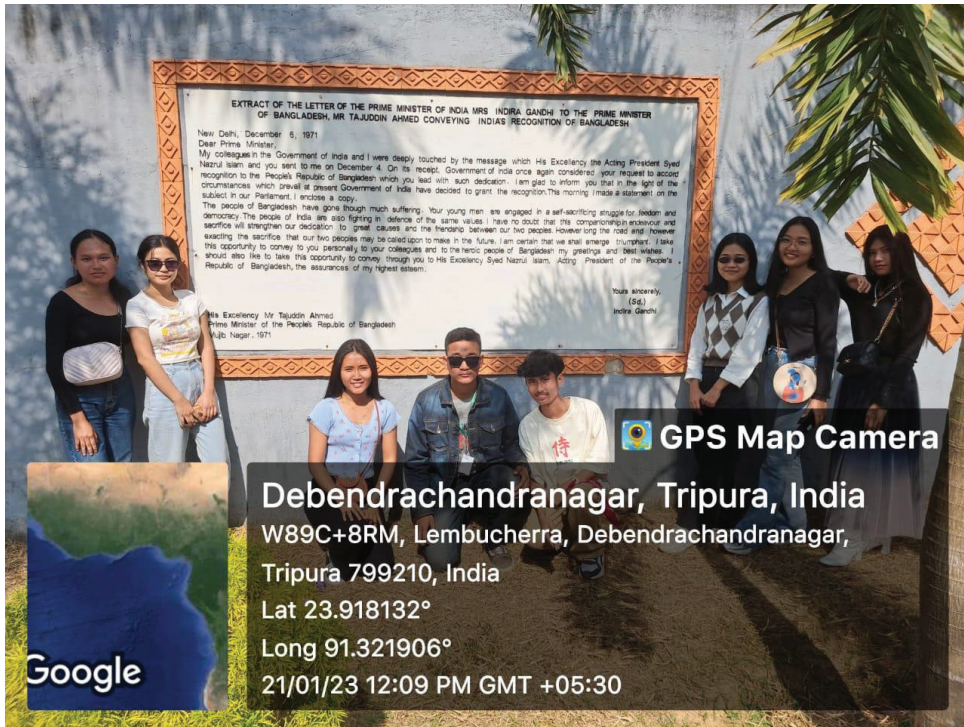 EXTRACT OF THE LETTER OF THE PRIME MINISTER OF INDIA MRS INDIRA GANDHI TO THE PRIME MINISTER
OF BANGLADESH, MR TAJUDDIN AHMED CONVEYING INDIA'S RECOGNITION OF BANGLADESH
New Delhi, December 6, 1971
Dear Prime Minister,
My colleagues in the Government of India and I were deeply touched by the message which His Excellency the Acting President Syed
Nazrul Islam and you sent to me on December 4. On its receipt, Government of India once again considered your request to accord
recognition to the People's Republic of Bangladesh which you lead with such dedication. I am glad to inform you that in the light of the
circumstances which prevail at present Government of India have decided to grant the recognition.This morning I made a statement on the
subject in our Parliament. I enclose a copy.
The people of Bangladesh have gone though much suffering. Your young men are engaged in a self-sacrificing struggle for feedom and
democracy. The people of India are also fighting in defence of the same values. I have no doubt that this companionship in endeavour and
sacrifice will strengthen our dedication to great causes and the friendship between our two peoples. However long the road and however
exacting the sacrifice that our two peoples may be called upon to make in the future. I am certain that we shall emerge triumphant. I take
this opportunity to convey to you personally, to your colleagues and to the heroic people of Bangladesh my greetings and best wishes. I
should also like to take this opportunity to convey, through you to His Excellency Syed Nazrul Islam, Acting President of the People's
Republic of Bangladesh, the assurances of my highest esteem.
Yours sincerely,
(Sd.)
Indira Gandhi
His Excellency Mr Tajuddin Ahmed
Prime Minister of the People's Republic of Bangladesh
Mujib Nagar, 1971
侍
GPS Map Camera
Debendrachandranagar, Tripura, India
W89C+8RM, Lembucherra, Debendrachandranagar,
Tripura 799210, India
Lat 23.918132°
Long 91.321906°
21/01/23 12:09 PM GMT +05:30
Google